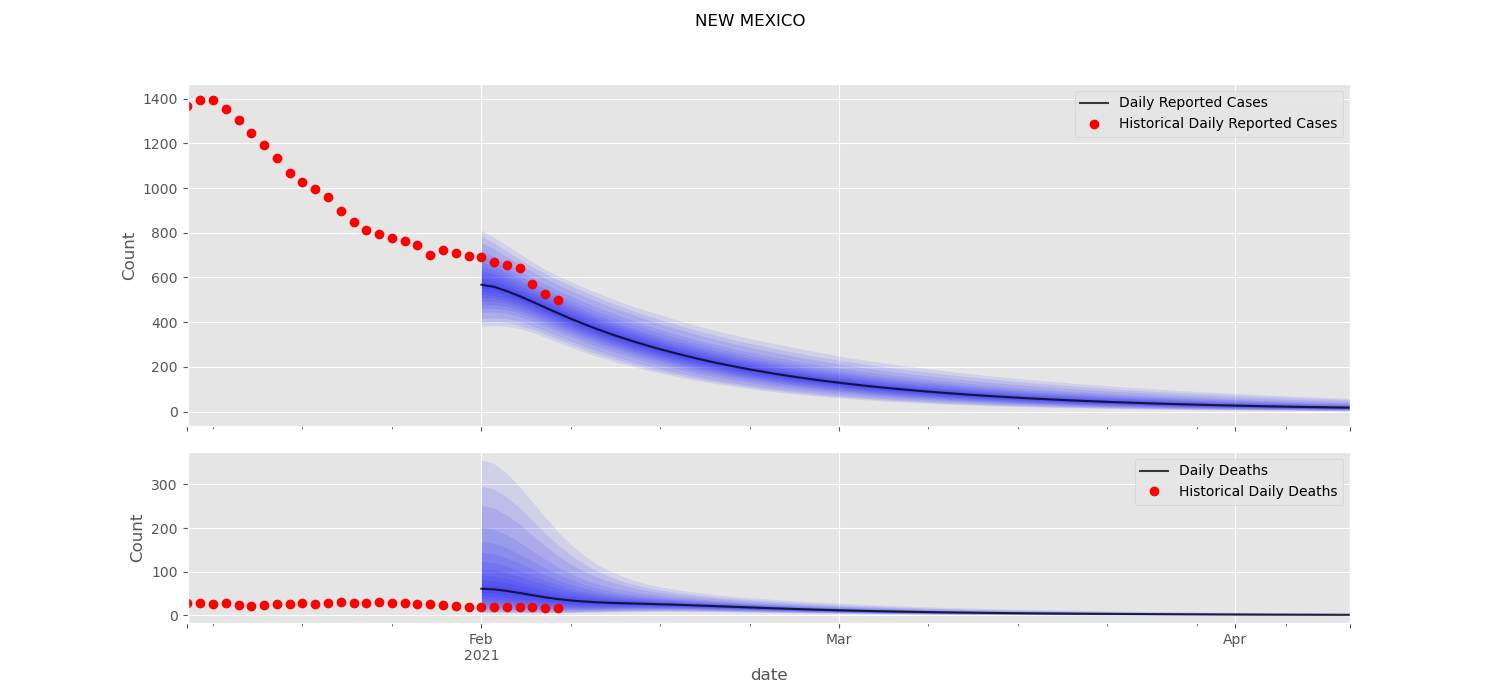 NEW MEXICO
1400
1200
1000
800
600
400
200
0
Count
Daily Reported Cases
Historical Daily Reported Cases
300
200
100
0
Count
Daily Deaths
Historical Daily Deaths
Feb
2021
Mar
Apr
date